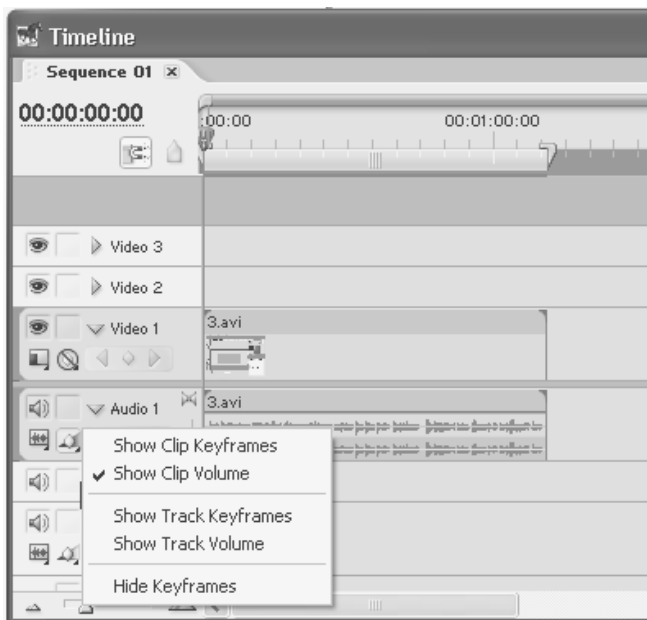 Timeline
Sequence 01
00:00:00:00
:00:00 00:01:00:00
Video 3
Video 2
Video 1
3.avi
Audio 1
3.avi
Show Clip Keyframes
Show Clip Volume
Show Track Keyframes
Show Track Volume
Hide Keyframes